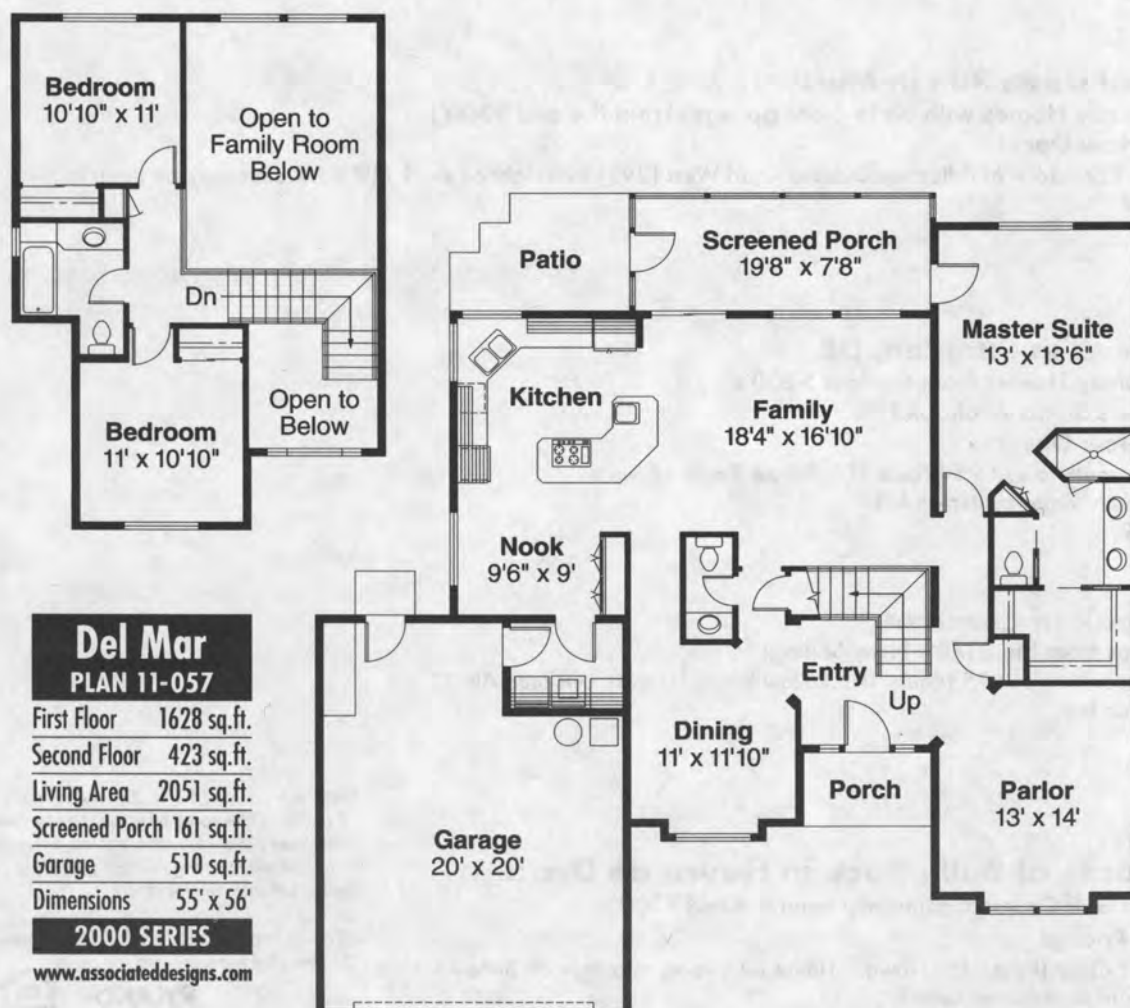 Bedroom
10'10" x 11'
Open to
Family Room
Below
Dn
Open to
Below
Bedroom
11' x 10'10"
Patio
Screened Porch
19'8" x 7'8"
Master Suite
13' x 13'6"
Kitchen
Family
18'4" x 16'10"
Nook
9'6" x 9'
Entry
Up
Dining
11' x 11'10"
Porch
Parlor
13' x 14'
Garage
20' x 20'
Del Mar
PLAN 11-057
First Floor 1628 sq.ft.
Second Floor 423 sq.ft.
Living Area 2051 sq.ft.
Screened Porch 161 sq.ft.
Garage 510 sq.ft.
Dimensions 55' x 56'
2000 SERIES
www.associateddesigns.com